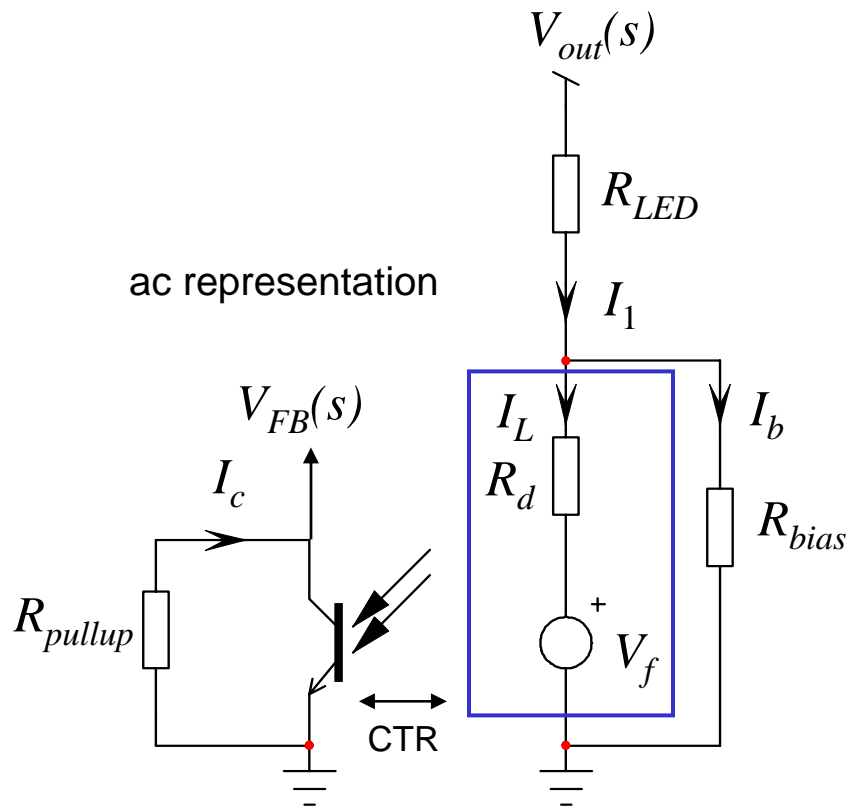 V_out(s)
R_LED
ac representation
I_1
V_FB(s)
I_c
I_L
I_b
R_d
R_bias
R_pullup
+
V_f
CTR